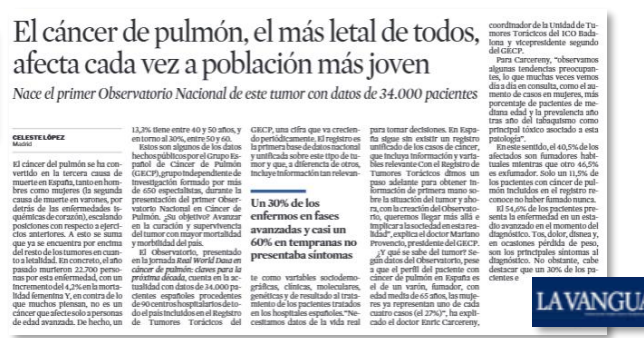 El cáncer de pulmón, el más letal de todos,
afecta cada vez a población más joven
Nace el primer Observatorio Nacional de este tumor con datos de 34.000 pacientes
CELESTE LÓPEZ
Madrid
El cáncer de pulmón se ha con-
vertido en la tercera causa de
muerte en España, tanto en hom-
bres como mujeres (la segunda
causa de muerte en varones, por
detrás de las enfermedades is-
quémicas de corazón), escalando
posiciones con respecto a ejerci-
cios anteriores. A esto se suma
que ya se encuentra por encima
del resto de los tumores en cuan-
to a letalidad. En concreto, el año
pasado murieron 22.700 perso-
nas por esta enfermedad, con un
incremento del 4,2% en la morta-
lidad femenina Y, en contra de lo
que muchos piensan, no es un
cáncer que afecte solo a personas
de edad avanzada. De hecho, un
13,3% tiene entre 40 y 50 años, y
en torno al 30%, entre 50 y 60.
Estos son algunos de los datos
hechos públicos por el Grupo Es-
pañol de Cáncer de Pulmón
(GECP), grupo independiente de
investigación formado por más
de 650 especialistas, durante la
presentación del primer Obser-
vatorio Nacional en Cáncer de
Pulmón. ¿Su objetivo? Avanzar
en la curación y supervivencia
del tumor con mayor mortalidad
y morbilidad del país.
El Observatorio, presentado
en la jornada Real World Data en
cáncer de pulmón: claves para la
próxima década, cuenta en la ac-
tualidad con datos de 34.000 pa-
cientes españoles procedentes
de 90 centros hospitalarios de to-
do el país incluidos en el Registro
de Tumores Torácicos del
GECP, una cifra que va crecien-
do periódicamente. El registro es
la primera base de datos nacional
y unificada sobre este tipo de tu-
mor y que, a diferencia de otros,
incluye información tan relevan-
Un 30% de los
enfermos en fases
avanzadas y casi un
60% en tempranas no
presentaba síntomas
te como variables sociodemo-
gráficas, clínicas, moleculares,
genéticas y de resultado al trata-
miento de los pacientes tratados
en los hospitales españoles. "Ne-
cesitamos datos de la vida real
para tomar decisiones. En Espa-
ña sigue sin existir un registro
unificado de los casos de cáncer,
que incluya información y varia-
bles relevante Con el Registro de
Tumores Torácicos dimos un
paso adelante para obtener in-
formación de primera mano so-
bre la situación del tumor y aho-
ra, con la creación del Observato-
rio, queremos llegar más allá e
implicar a la sociedad en esta rea-
lidad", explica el doctor Mariano
Provencio, presidente del GECP.
¿Y qué se sabe del tumor? Se-
gún datos del Observatorio, pese
a que el perfil del paciente con
cáncer de pulmón en España es
el de un varón, fumador, con
edad media de 65 años, las muje-
res ya representan uno de cada
cuatro casos (el 27%)", ha expli-
cado el doctor Enric Carcereny,
coordinador de la Unidad de Tu-
mores Torácicos del ICO Bada-
lona y vicepresidente segundo
del GECP.
Para Carcereny, "observamos
algunas tendencias preocupan-
tes, lo que muchas veces vemos
día a día en consulta, como el au-
mento de casos en mujeres, más
porcentaje de pacientes de me-
diana edad y la prevalencia año
tras año del tabaquismo como
principal tóxico asociado a esta
patología".
En este sentido, el 40,5% de los
afectados son fumadores habi-
tuales mientras que otro 46,5%
es exfumador. Solo un 11,5% de
los pacientes con cáncer de pul-
món incluidos en el registro re-
conoce no haber fumado nunca.
El 54,6% de los pacientes pre-
senta la enfermedad en un esta-
dio avanzado en el momento del
diagnóstico. Tos, dolor, disnea y,
en ocasiones pérdida de peso,
son los principales síntomas al
diagnóstico. No obstante, cabe
destacar que un 30% de los pa-
cientes e
LA VANGUA